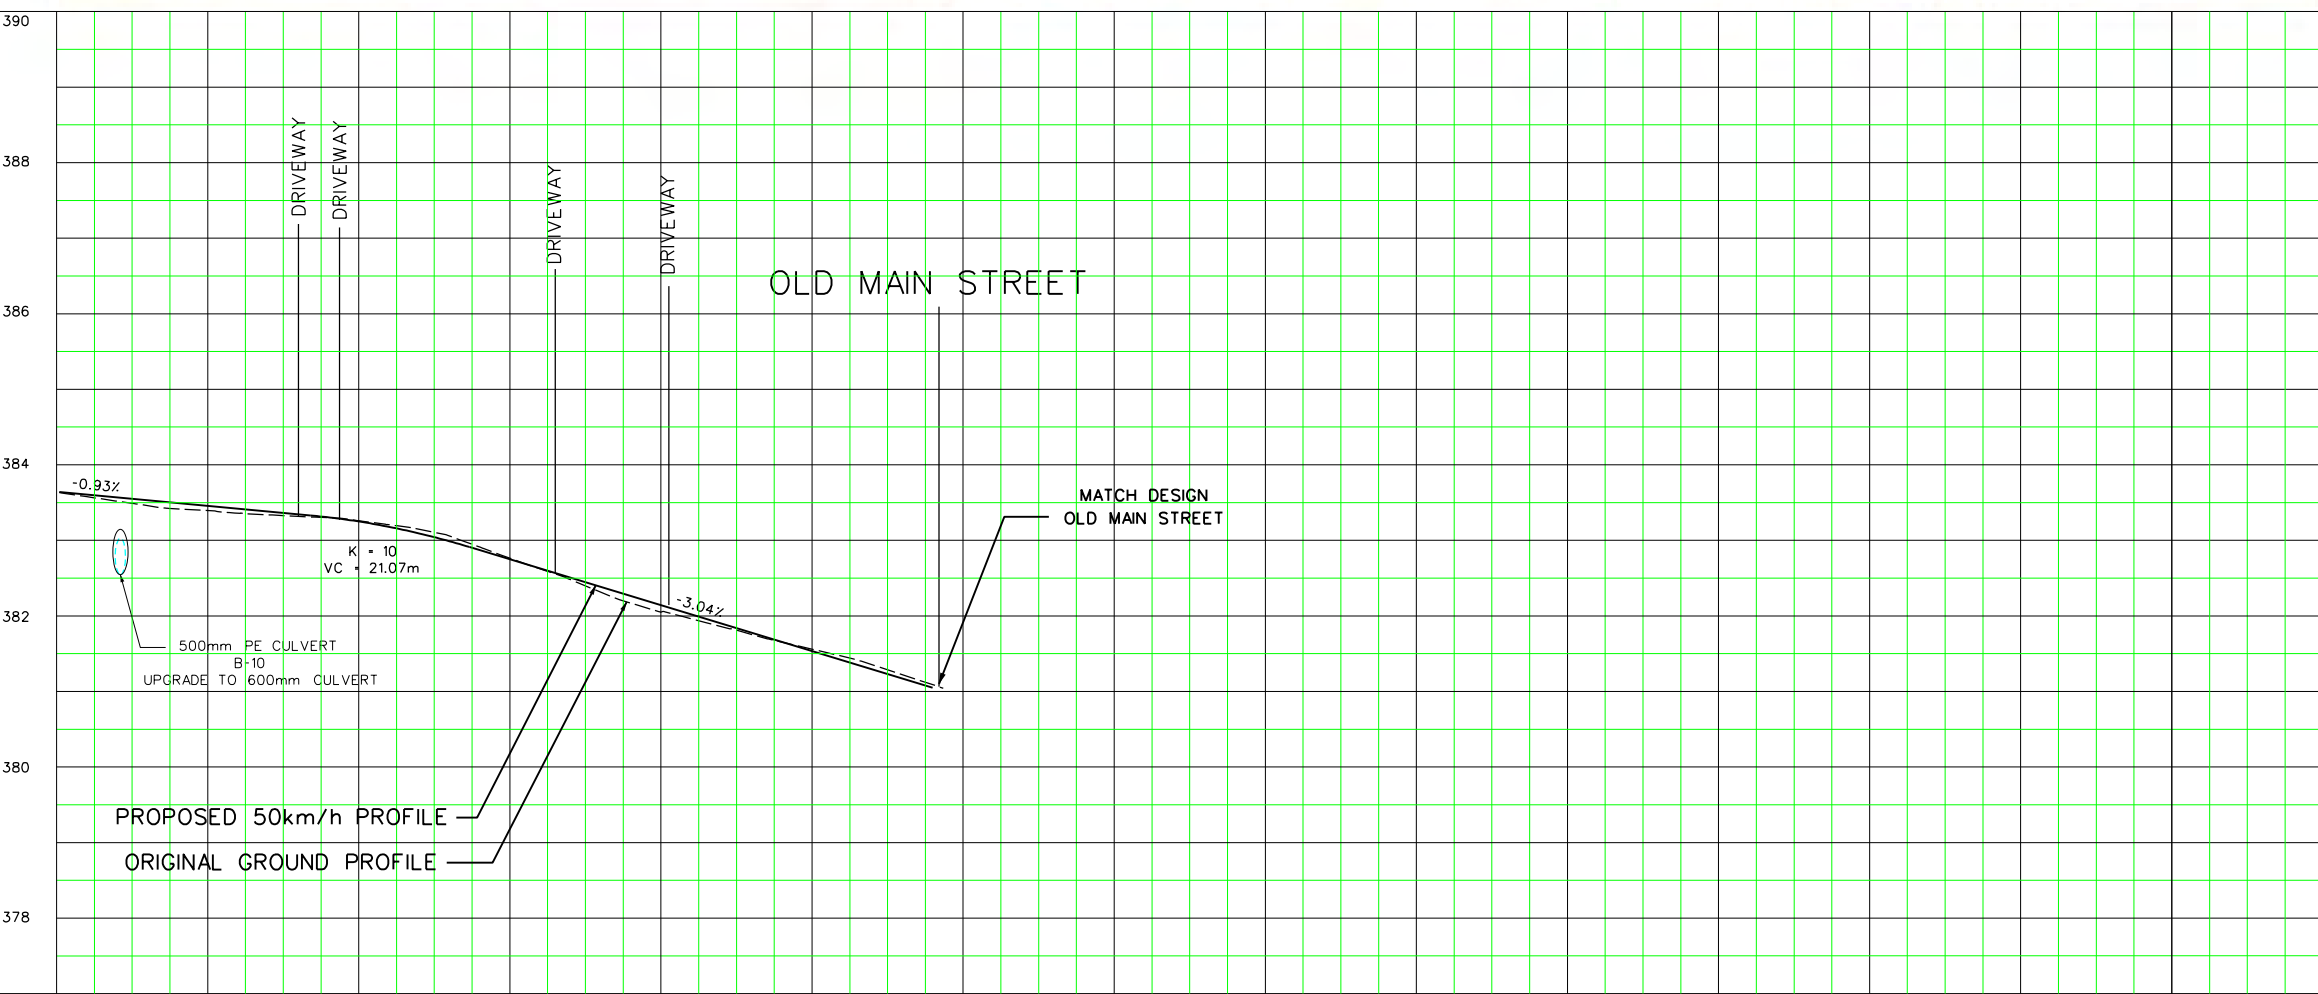 390
388
386
384
382
380
378
DRIVEWAY
DRIVEWAY
DRIVEWAY
DRIVEWAY
OLD MAIN STREET
-0.93%
MATCH DESIGN
OLD MAIN STREET
K = 10
VC = 21.07m
-3.04%
500mm PE CULVERT
B-10
UPGRADE TO 600mm CULVERT
PROPOSED 50km/h PROFILE
ORIGINAL GROUND PROFILE